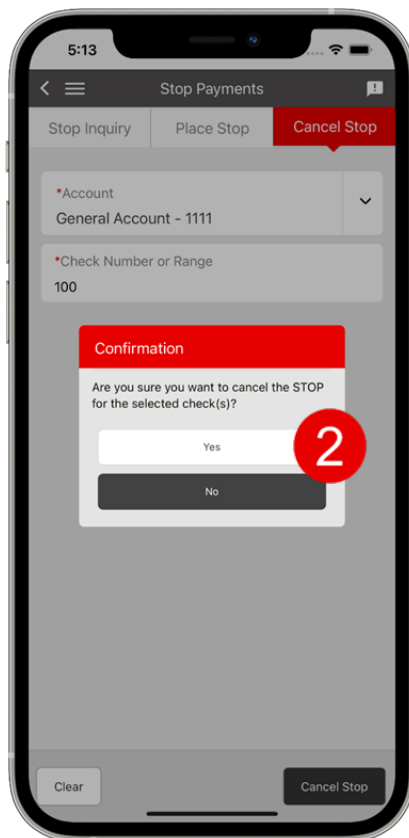 5:13
Stop Payments
Stop Inquiry
Place Stop
Cancel Stop
*Account
General Account - 1111
*Check Number or Range
100
Confirmation
Are you sure you want to cancel the STOP
for the selected check(s)?
Yes
2
No
Clear
Cancel Stop